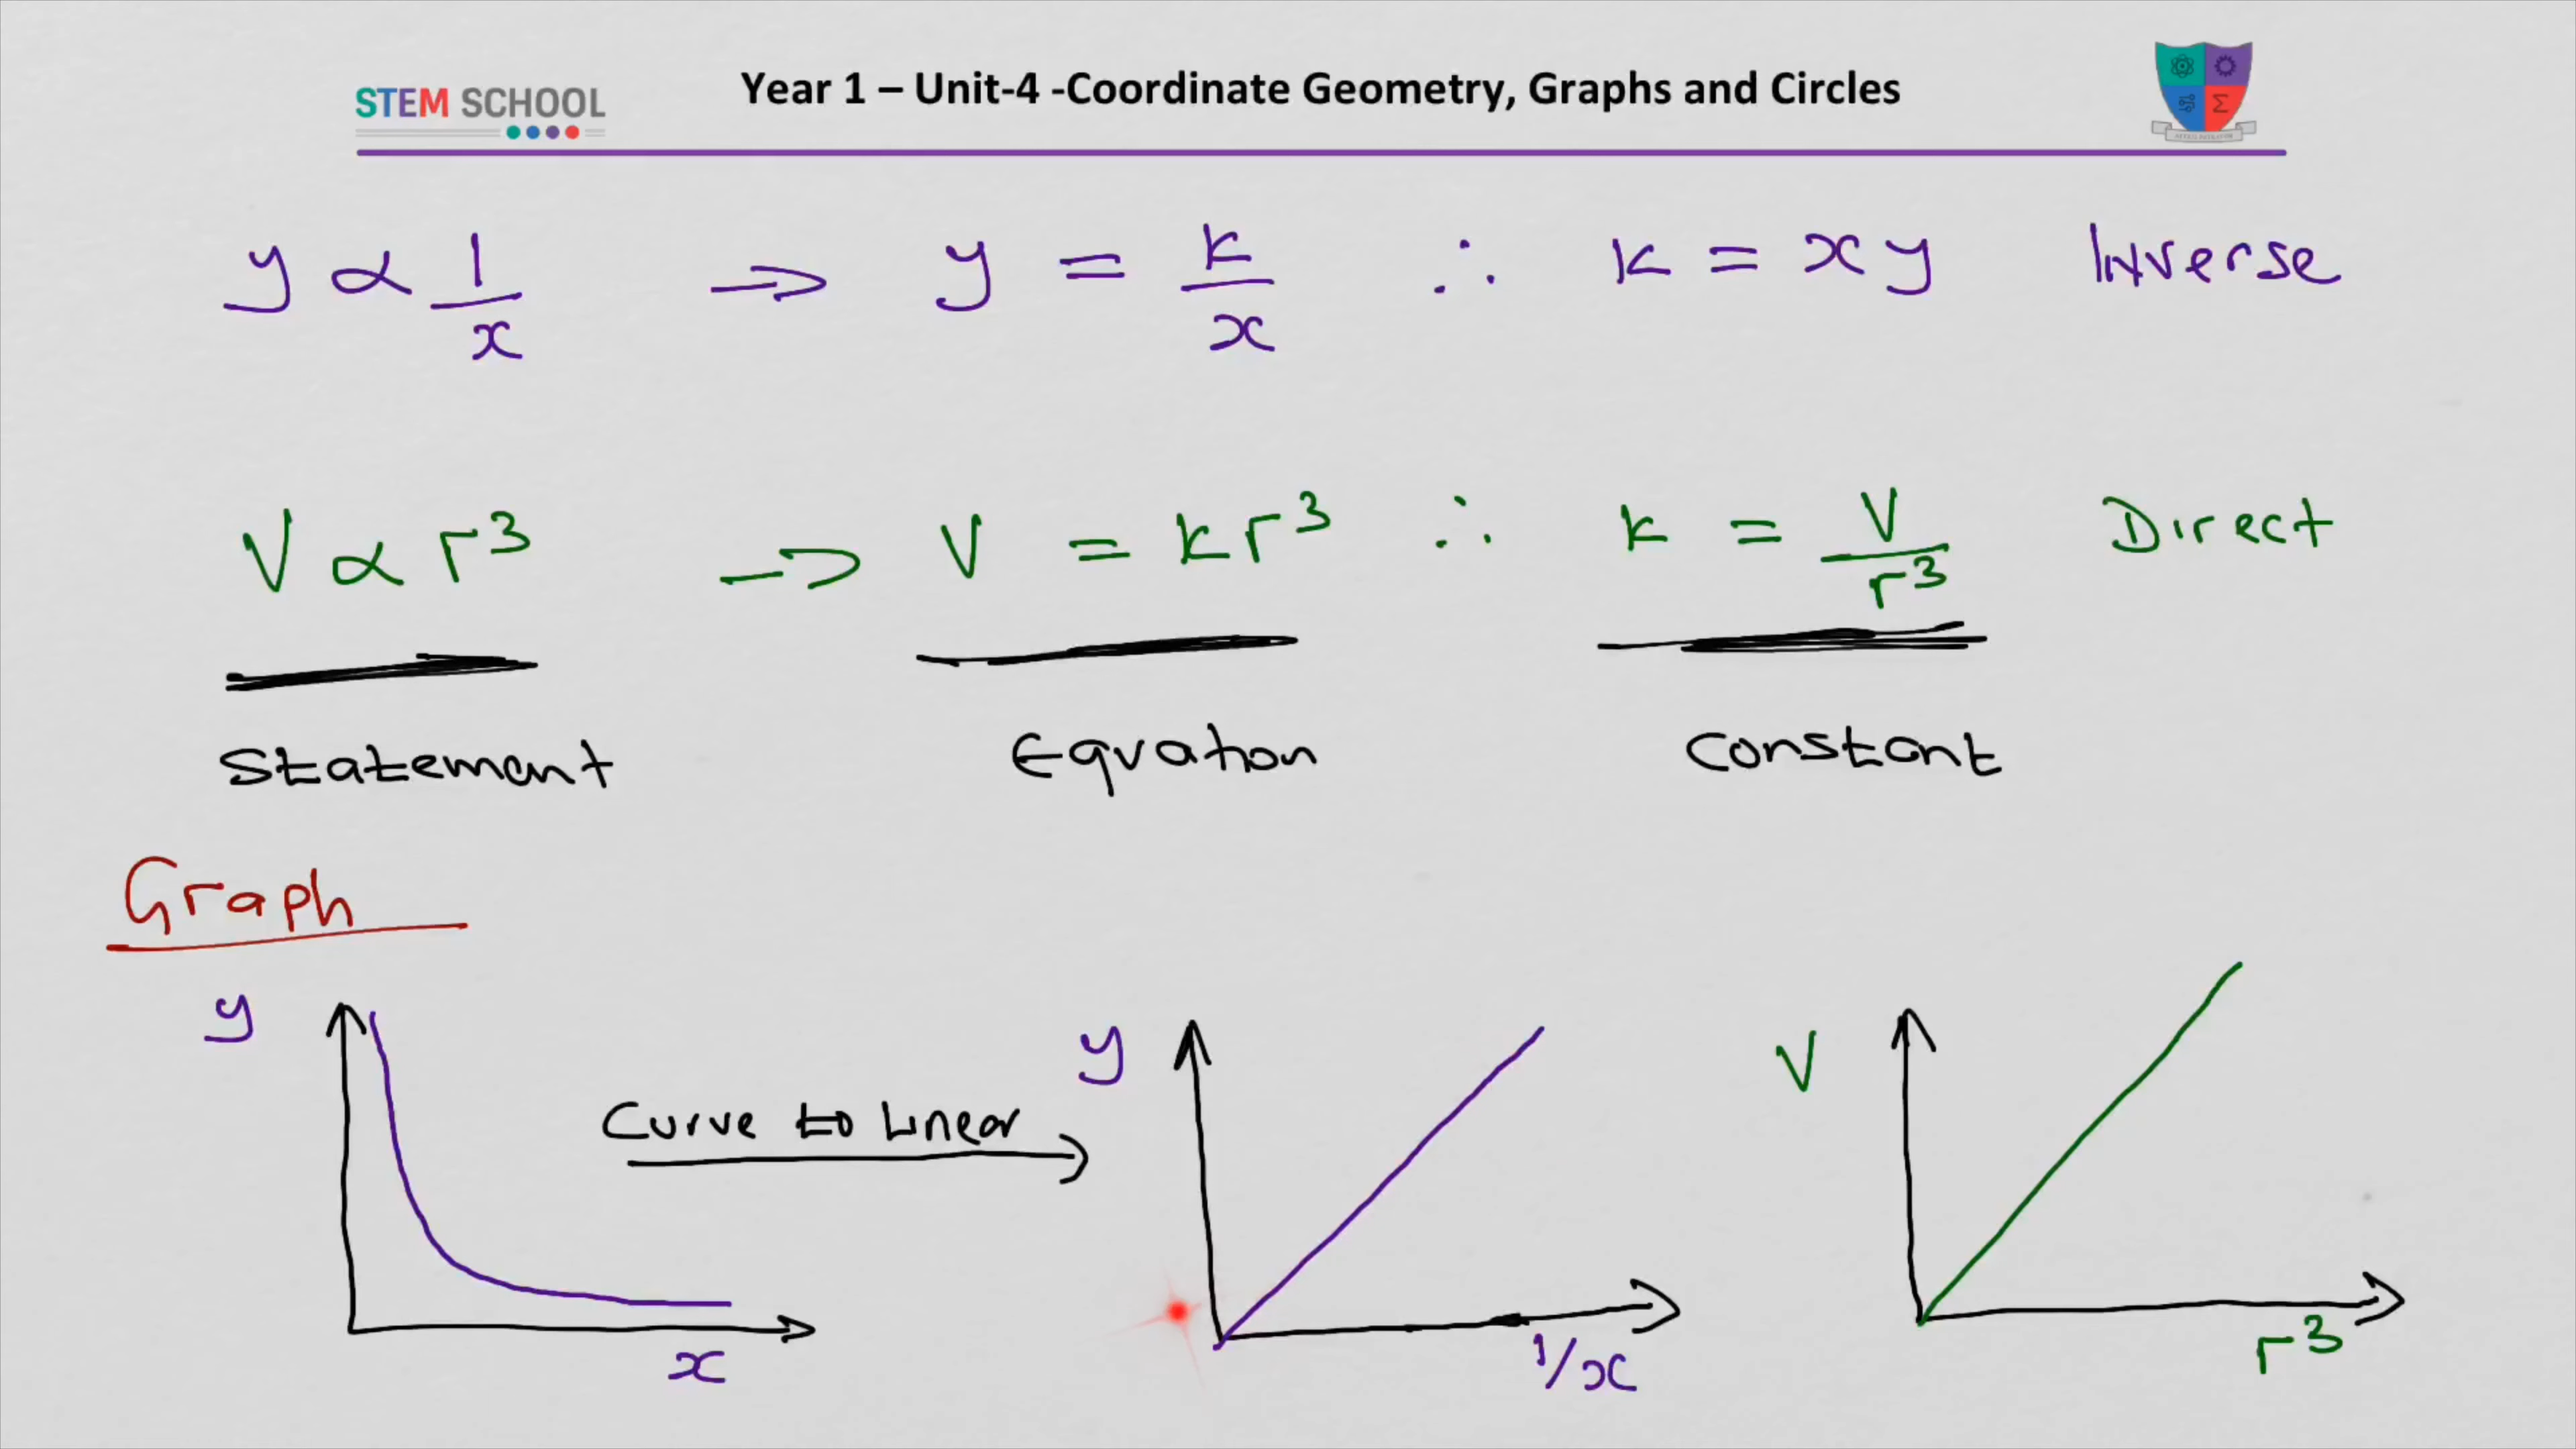 STEM SCHOOL
Year 1 – Unit-4 -Coordinate Geometry, Graphs and Circles
y ∝ 1/x → y = k/x ∴ k = xy Inverse
V ∝ r³ → V = kr³ ∴ k = V/r³ Direct
Statement Equation Constant
Graph
y x
Curve to Linear
y 1/x
V r³